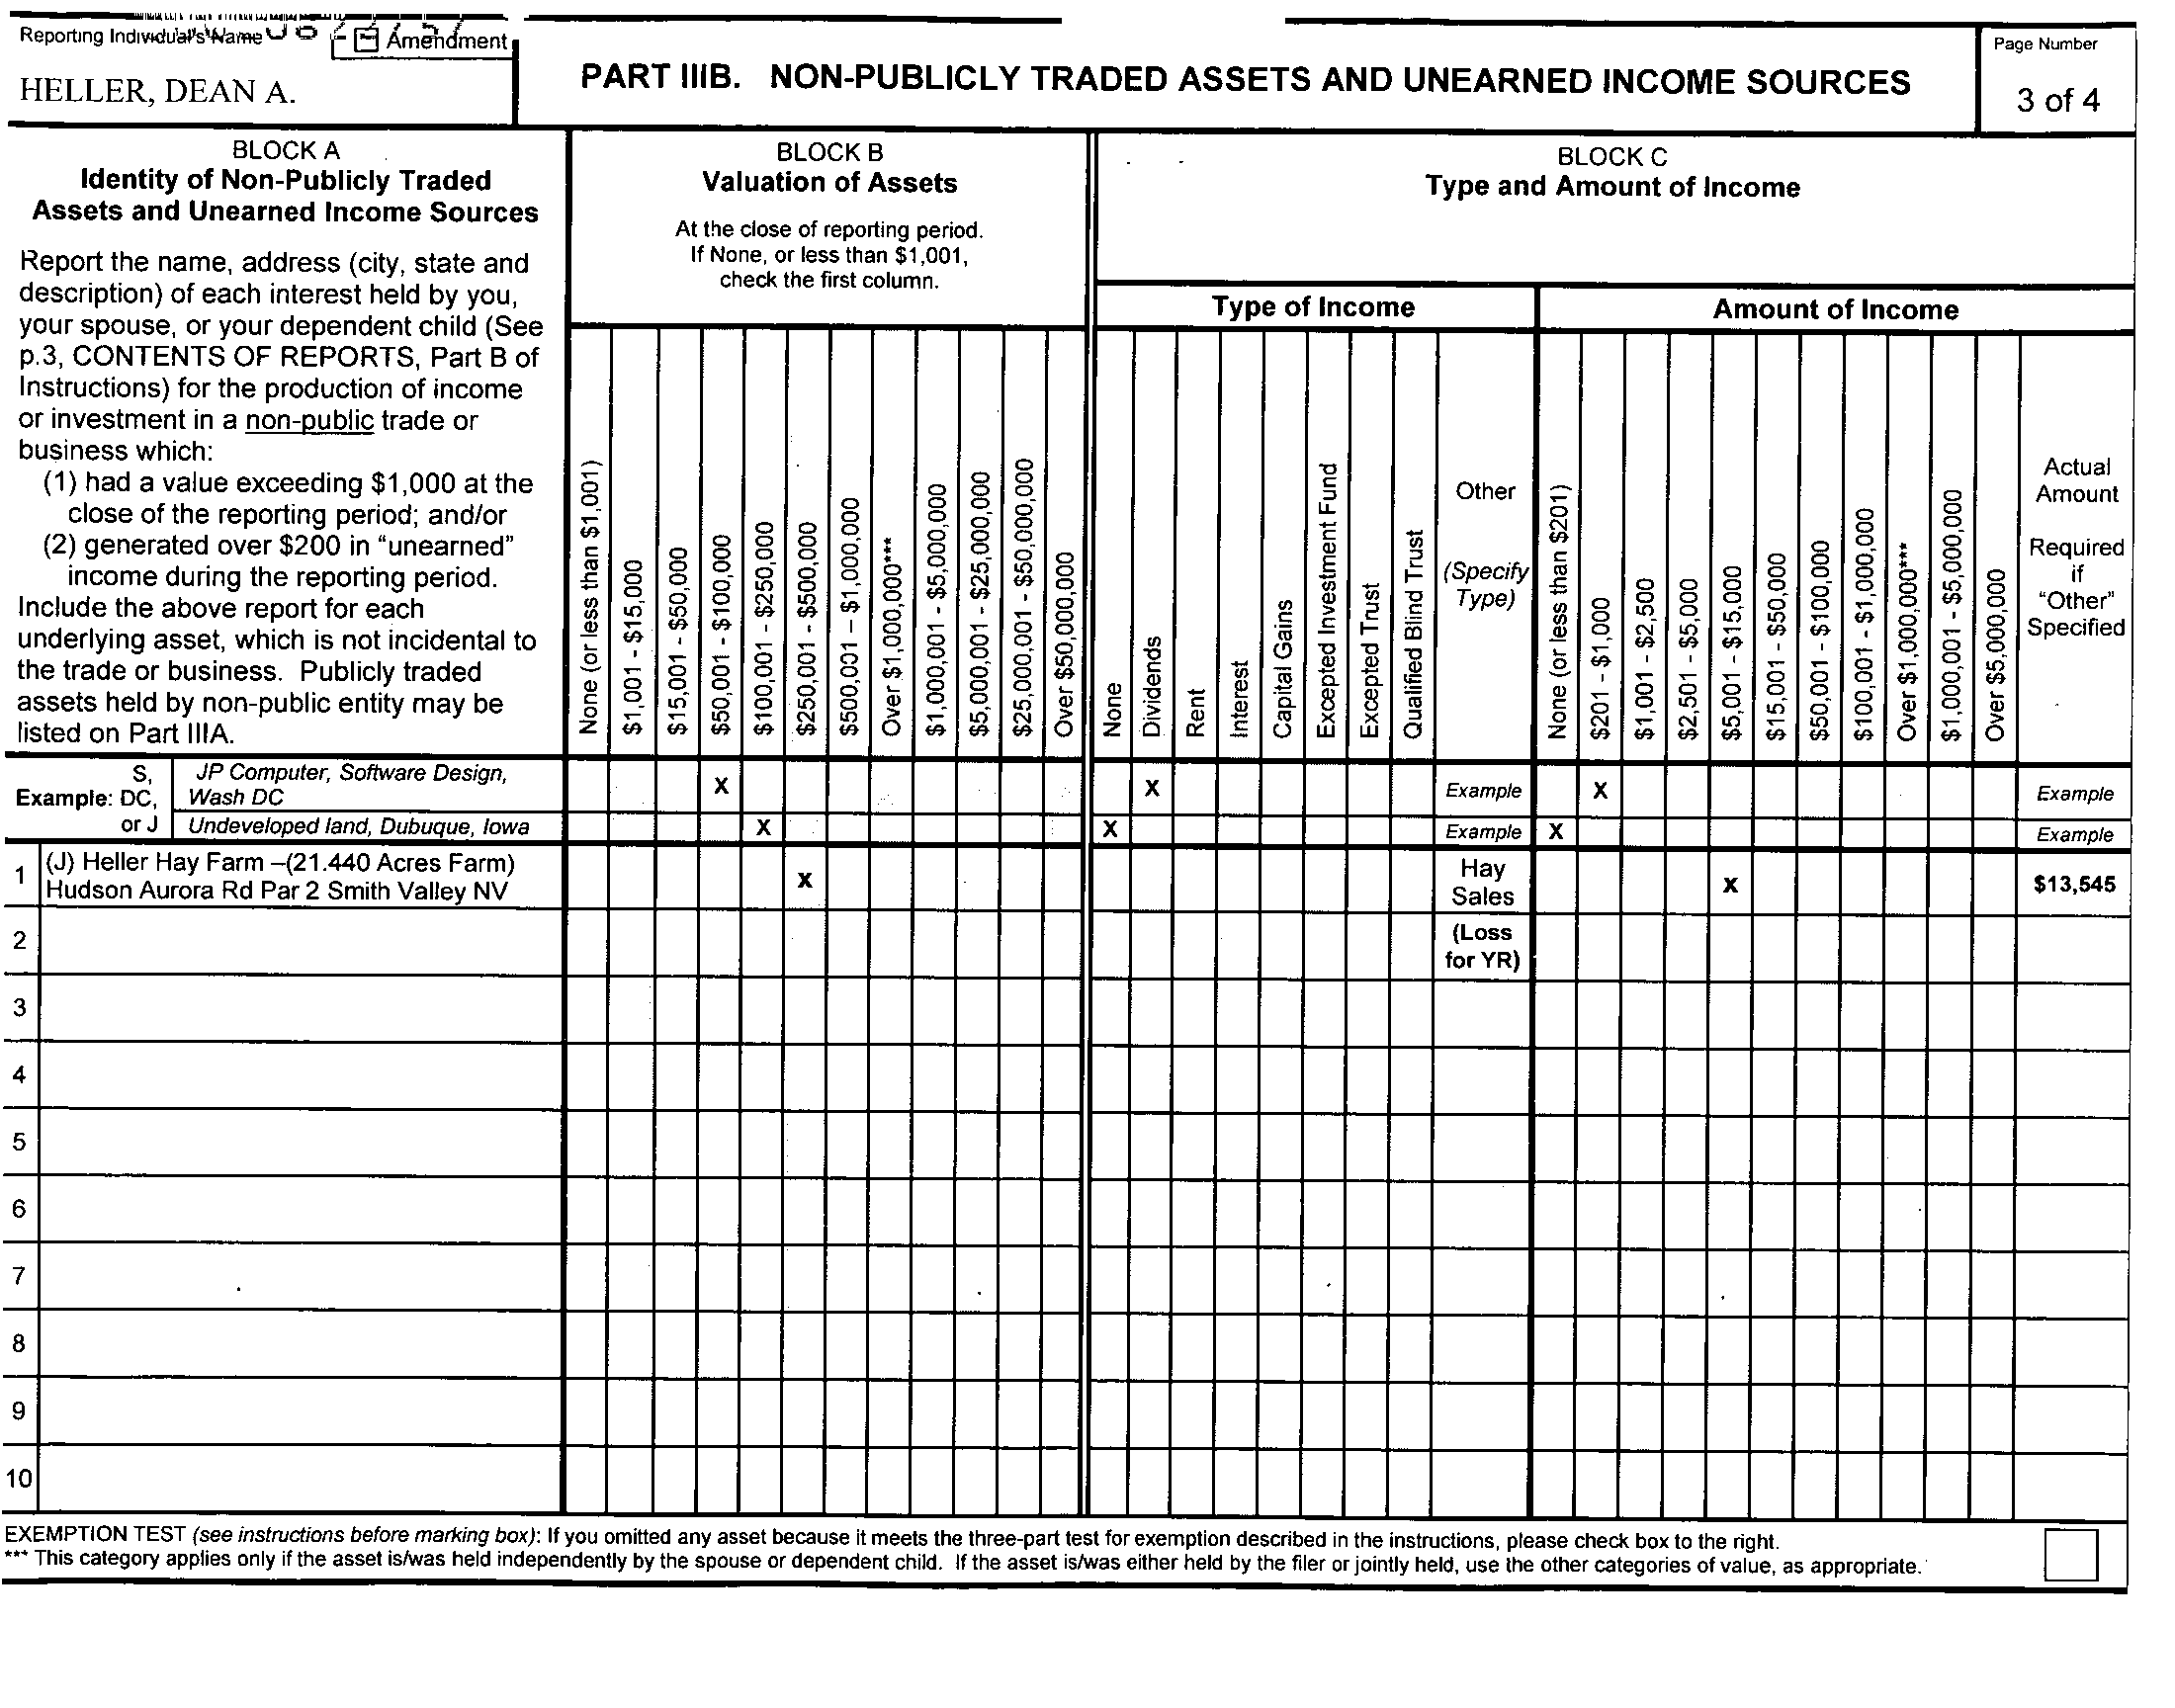 Reporting Individual's Name
Amendment
HELLER, DEAN A.
PART IIIB. NON-PUBLICLY TRADED ASSETS AND UNEARNED INCOME SOURCES
Page Number
3 of 4
BLOCK A
Identity of Non-Publicly Traded
Assets and Unearned Income Sources
Report the name, address (city, state and
description) of each interest held by you,
your spouse, or your dependent child (See
p.3, CONTENTS OF REPORTS, Part B of
Instructions) for the production of income
or investment in a non-public trade or
business which:
(1) had a value exceeding $1,000 at the
close of the reporting period; and/or
(2) generated over $200 in “unearned”
income during the reporting period.
Include the above report for each
underlying asset, which is not incidental to
the trade or business. Publicly traded
assets held by non-public entity may be
listed on Part IIIA.
BLOCK B
Valuation of Assets
At the close of reporting period.
If None, or less than $1,001,
check the first column.
None (or less than $1,001)
$1,001 - $15,000
$15,001 - $50,000
$50,001 - $100,000
$100,001 - $250,000
$250,001 - $500,000
$500,001 – $1,000,000
Over $1,000,000***
$1,000,001 - $5,000,000
$5,000,001 - $25,000,000
$25,000,001 - $50,000,000
Over $50,000,000
BLOCK C
Type and Amount of Income
Type of Income
None
Dividends
Rent
Interest
Capital Gains
Excepted Investment Fund
Excepted Trust
Qualified Blind Trust
Other
(Specify
Type)
Amount of Income
None (or less than $201)
$201 - $1,000
$1,001 - $2,500
$2,501 - $5,000
$5,001 - $15,000
$15,001 - $50,000
$50,001 - $100,000
$100,001 - $1,000,000
Over $1,000,000***
$1,000,001 - $5,000,000
Over $5,000,000
Actual
Amount
Required
if
“Other”
Specified
Example: S, DC, or J
JP Computer, Software Design,
Wash DC
X X Example X Example
Undeveloped land, Dubuque, Iowa X X Example X Example
1 (J) Heller Hay Farm –(21.440 Acres Farm)
Hudson Aurora Rd Par 2 Smith Valley NV
X Hay
Sales
X $13,545
2 (Loss
for YR)
3
4
5
6
7
8
9
10
EXEMPTION TEST (see instructions before marking box): If you omitted any asset because it meets the three-part test for exemption described in the instructions, please check box to the right.
*** This category applies only if the asset is/was held independently by the spouse or dependent child. If the asset is/was either held by the filer or jointly held, use the other categories of value, as appropriate.